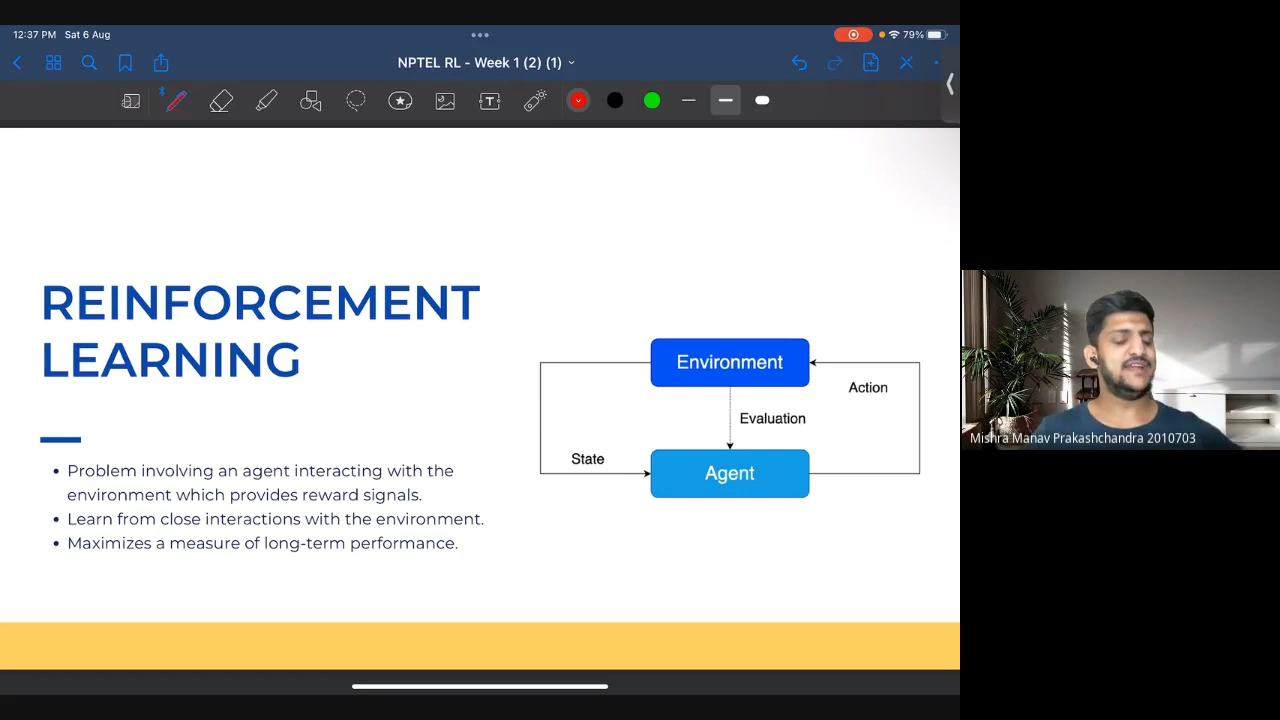 12:37 PM Sat 6 Aug
79%
NPTEL RL - Week 1 (2) (1)
T
REINFORCEMENT
LEARNING
• Problem involving an agent interacting with the
environment which provides reward signals.
• Learn from close interactions with the environment.
• Maximizes a measure of long-term performance.
Environment
Action
Evaluation
State
Agent
Mishra Manav Prakashchandra 2010703